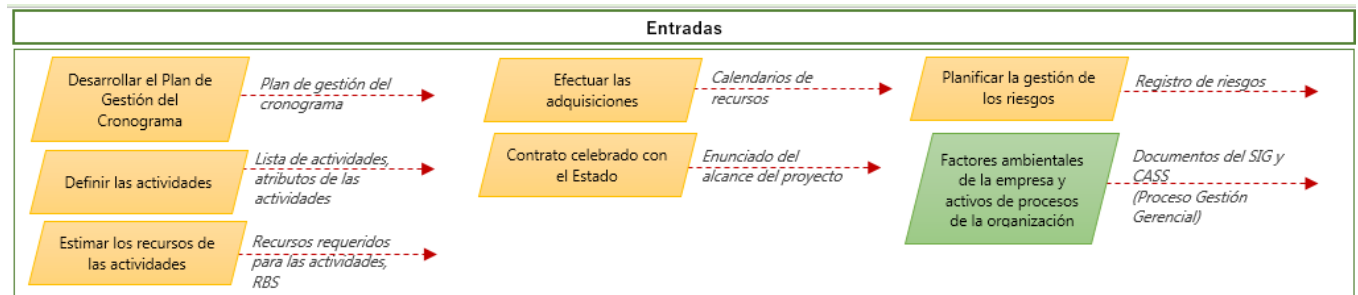 Entradas
Desarrollar el Plan de
Gestión del
Cronograma
Plan de gestión del
cronograma
Definir las actividades
Lista de actividades,
atributos de las
actividades
Estimar los recursos de
las actividades
Recursos requeridos
para las actividades,
RBS
Efectuar las
adquisiciones
Calendarios de
recursos
Contrato celebrado con
el Estado
Enunciado del
alcance del proyecto
Planificar la gestión de
los riesgos
Registro de riesgos
Factores ambientales
de la empresa y
activos de procesos
de la organización
Documentos del SIG y
CASS
(Proceso Gestión
Gerencial)